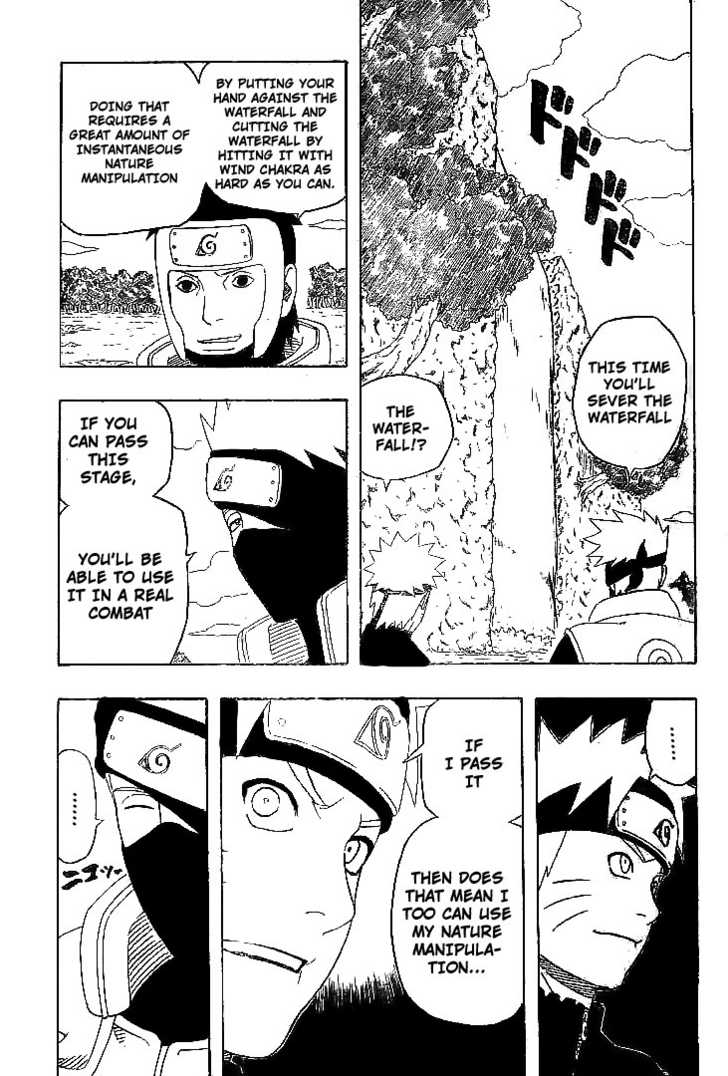 ドドドド
THIS TIME
YOU'LL
SEVER THE
WATERFALL
THE
WATER-
FALL!?
BY PUTTING YOUR
HAND AGAINST THE
WATERFALL AND
CUTTING THE
WATERFALL BY
HITTING IT WITH
WIND CHAKRA AS
HARD AS YOU CAN.
DOING THAT
REQUIRES A
GREAT AMOUNT OF
INSTANTANEOUS
NATURE
MANIPULATION
IF YOU
CAN PASS
THIS
STAGE,
YOU'LL BE
ABLE TO USE
IT IN A REAL
COMBAT
........
IF
I PASS
IT
THEN DOES
THAT MEAN I
TOO CAN USE
MY NATURE
MANIPULA-
TION...
........
ニコッ